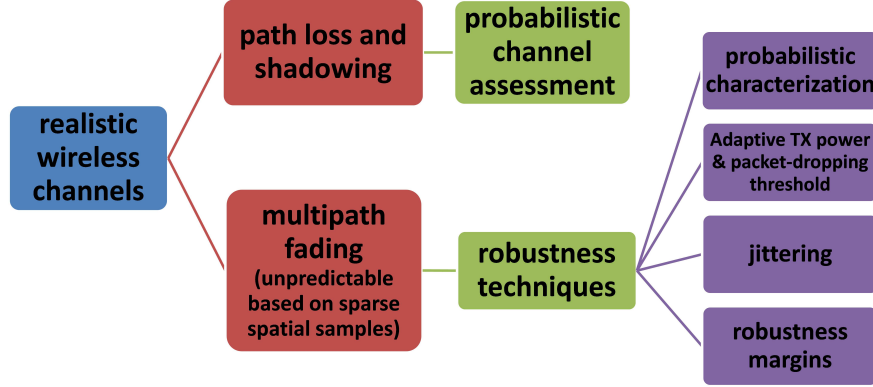 realistic
wireless
channels
path loss and
shadowing
probabilistic
channel
assessment
multipath
fading
(unpredictable
based on sparse
spatial samples)
robustness
techniques
probabilistic
characterization
Adaptive TX power
& packet-dropping
threshold
jittering
robustness
margins